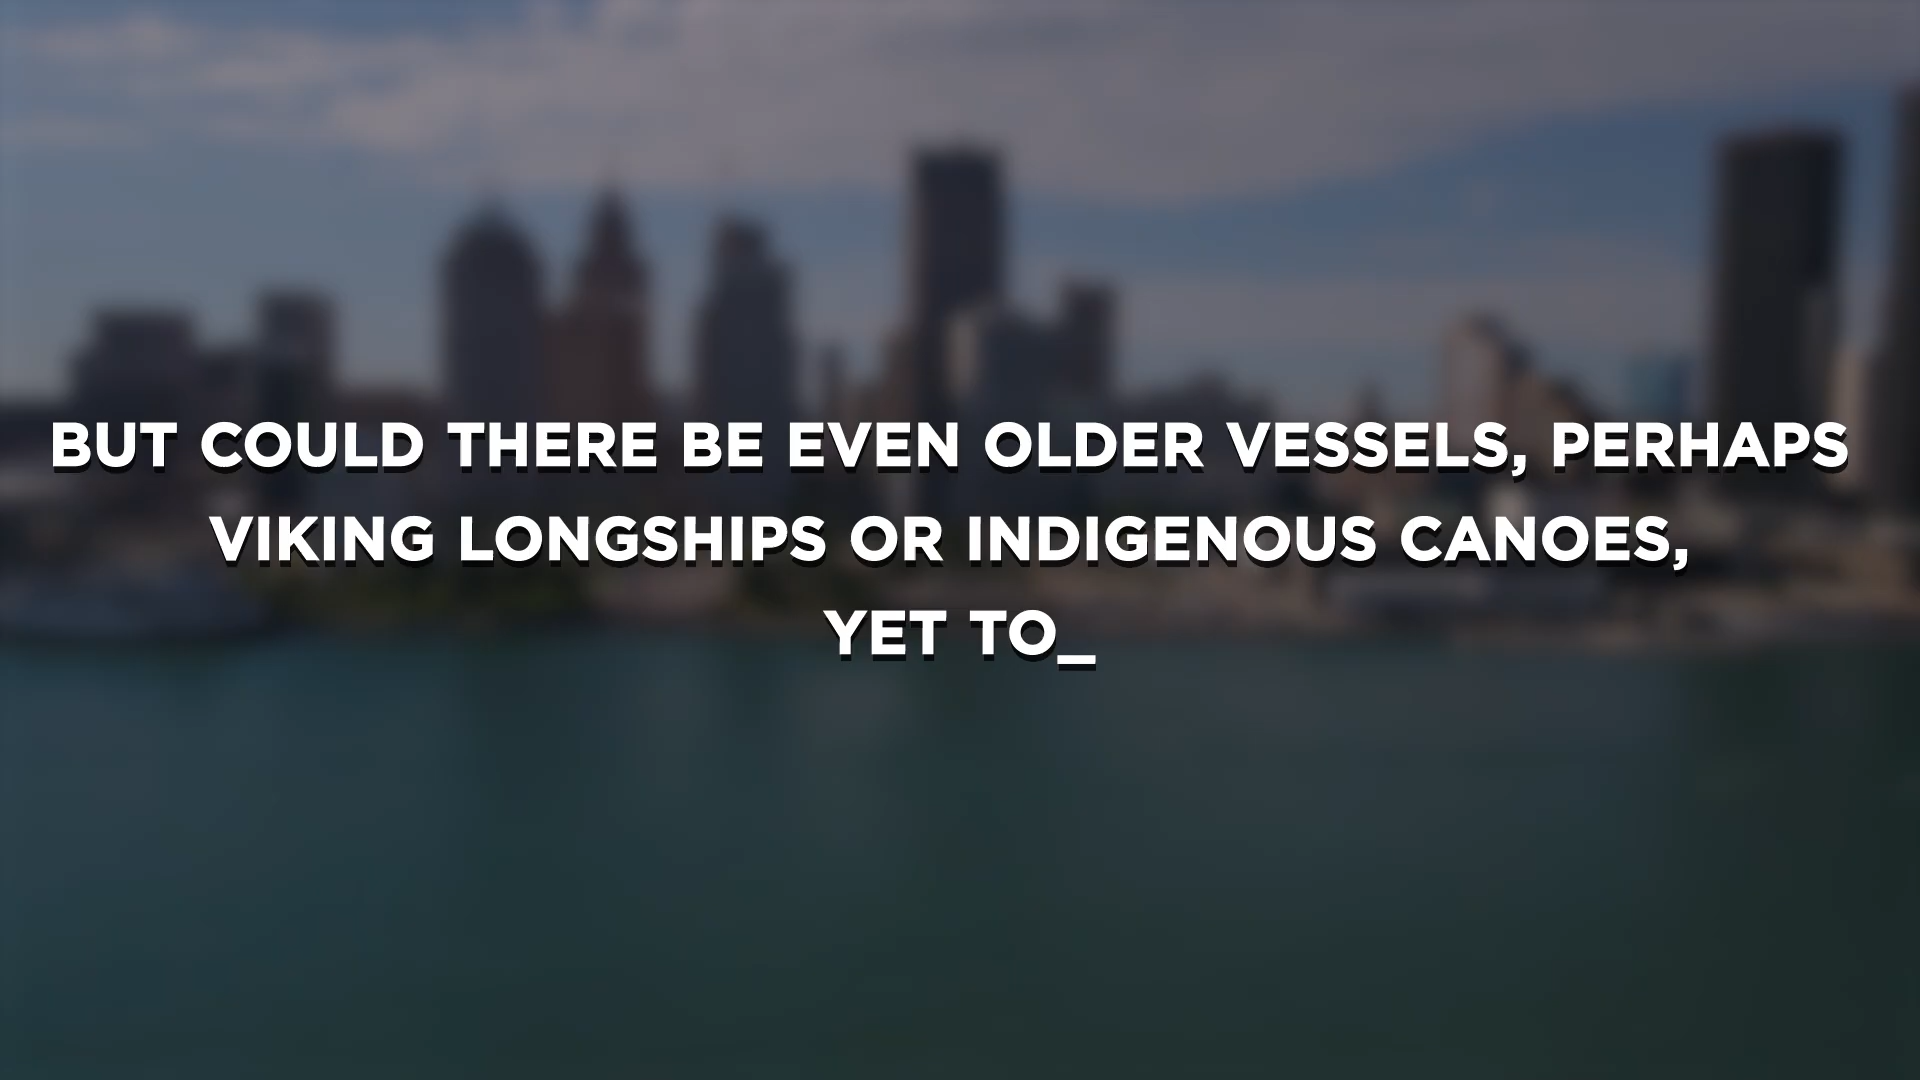 BUT COULD THERE BE EVEN OLDER VESSELS, PERHAPS
VIKING LONGSHIPS OR INDIGENOUS CANOES,
YET TO_